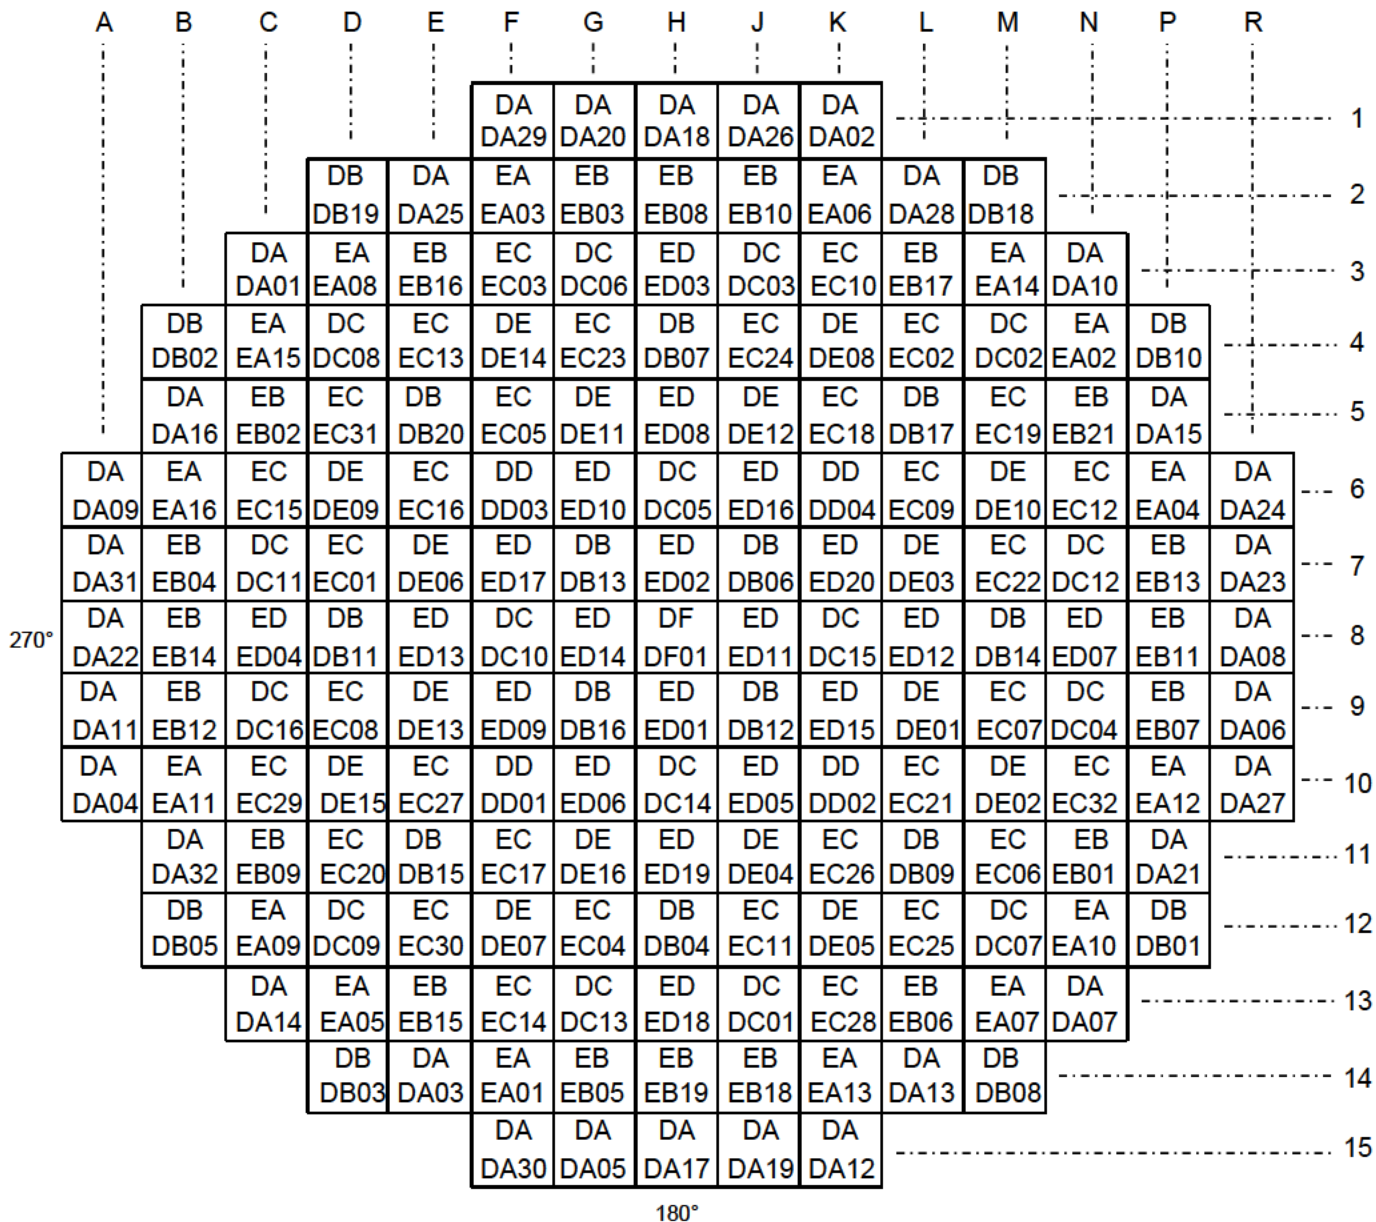 A B C D E F G H J K L M N P R
DA DA DA DA DA
DA29 DA20 DA18 DA26 DA02 1
DB DA EA EB EB EB EA DA DB
DB19 DA25 EA03 EB03 EB08 EB10 EA06 DA28 DB18 2
DA EA EB EC DC ED DC EC EB EA DA
DA01 EA08 EB16 EC03 DC06 ED03 DC03 EC10 EB17 EA14 DA10 3
DB EA DC EC DE EC DB EC DE EC DC EA DB
DB02 EA15 DC08 EC13 DE14 EC23 DB07 EC24 DE08 EC02 DC02 EA02 DB10 4
DA EB EC DB EC DE ED DE EC DB EC EB DA
DA16 EB02 EC31 DB20 EC05 DE11 ED08 DE12 EC18 DB17 EC19 EB21 DA15 5
DA EA EC DE EC DD ED DC ED DD EC DE EC EA DA
DA09 EA16 EC15 DE09 EC16 DD03 ED10 DC05 ED16 DD04 EC09 DE10 EC12 EA04 DA24 6
DA EB DC EC DE ED DB ED DB ED DE EC DC EB DA
DA31 EB04 DC11 EC01 DE06 ED17 DB13 ED02 DB06 ED20 DE03 EC22 DC12 EB13 DA23 7
DA EB ED DB ED DC ED DF ED DC ED DB ED EB DA
270° DA22 EB14 ED04 DB11 ED13 DC10 ED14 DF01 ED11 DC15 ED12 DB14 ED07 EB11 DA08 8
DA EB DC EC DE ED DB ED DB ED DE EC DC EB DA
DA11 EB12 DC16 EC08 DE13 ED09 DB16 ED01 DB12 ED15 DE01 EC07 DC04 EB07 DA06 9
DA EA EC DE EC DD ED DC ED DD EC DE EC EA DA
DA04 EA11 EC29 DE15 EC27 DD01 ED06 DC14 ED05 DD02 EC21 DE02 EC32 EA12 DA27 10
DA EB EC DB EC DE ED DE EC DB EC EB DA
DA32 EB09 EC20 DB15 EC17 DE16 ED19 DE04 EC26 DB09 EC06 EB01 DA21 11
DB EA DC EC DE EC DB EC DE EC DC EA DB
DB05 EA09 DC09 EC30 DE07 EC04 DB04 EC11 DE05 EC25 DC07 EA10 DB01 12
DA EA EB EC DC ED DC EC EB EA DA
DA14 EA05 EB15 EC14 DC13 ED18 DC01 EC28 EB06 EA07 DA07 13
DB DA EA EB EB EB EA DA DB
DB03 DA03 EA01 EB05 EB19 EB18 EA13 DA13 DB08 14
DA DA DA DA DA
DA30 DA05 DA17 DA19 DA12 15
180°